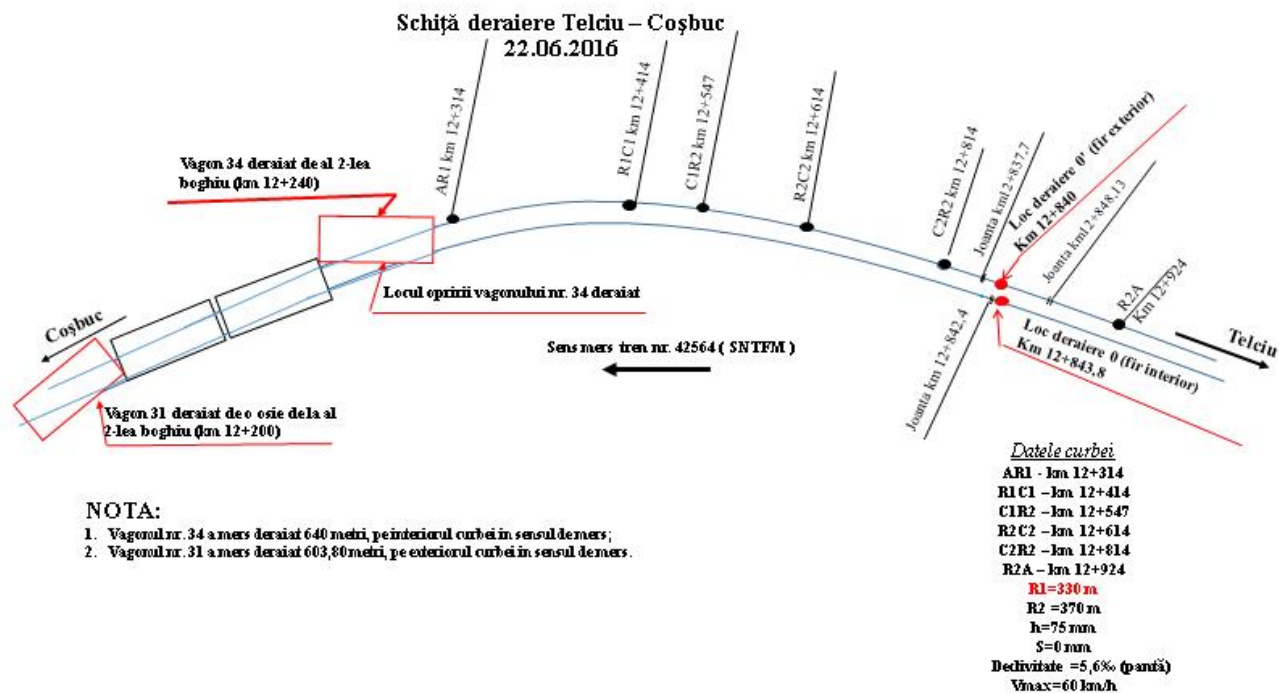 Schiţă deraiere Telciu – Coşbuc
22.06.2016
Vagon 34 deraiat de al 2-lea
boghiu (km 12+240)
AR1 km 12+314
R1C1 km 12+414
C1R2 km 12+547
R2C2 km 12+614
C2R2 km 12+814
Joanta km12+837,7
Loc deraiere 0' (fir exterior)
Km 12+840
Joanta km12+848,13
R2A
Km 12+924
Locul opririi vagonului nr. 34 deraiat
Coşbuc
Telciu
Sens mers tren nr. 42564 ( SNTFM )
Joanta km 12+842,4
Loc deraiere 0 (fir interior)
Km 12+843,8
Vagon 31 deraiat de o osie de la al
2-lea boghiu (km 12+200)
NOTA:
1. Vagonul nr. 34 a mers deraiat 640 metri, pe interiorul curbei in sensul de mers;
2. Vagonul nr. 31 a mers deraiat 603,80 metri, pe exteriorul curbei in sensul de mers.
Datele curbei
AR1 - km 12+314
R1C1 – km 12+414
C1R2 – km 12+547
R2C2 – km 12+614
C2R2 – km 12+814
R2A – km 12+924
R1=330 m
R2 =370 m
h=75 mm
S=0 mm
Declivitate =5,6‰ (pantă)
Vmax=60 km/h